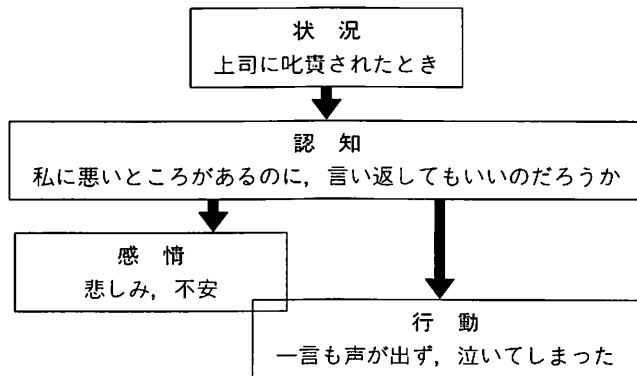 状　況
上司に叱責されたとき
認　知
私に悪いところがあるのに，言い返してもいいのだろうか
感　情
悲しみ，不安
行　動
一言も声が出ず，泣いてしまった